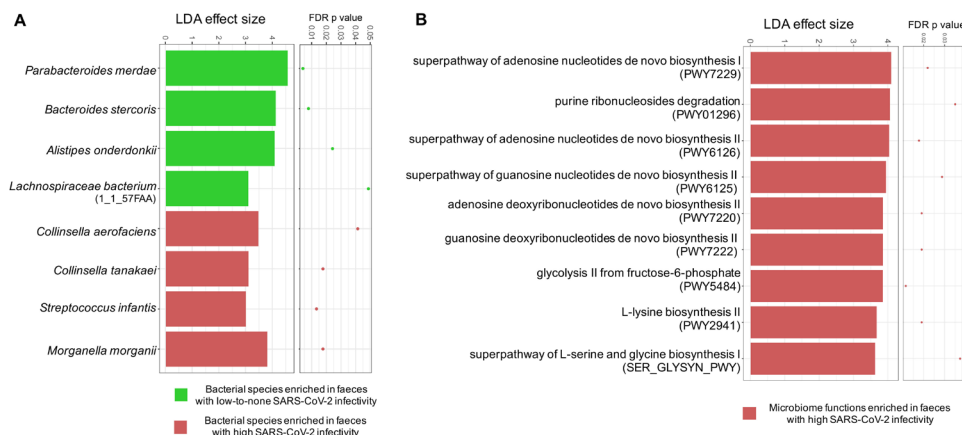 A
LDA effect size
FDR p value
0
1
2
3
4
0.01
0.02
0.03
0.04
0.05
Parabacteroides merdae
Bacteroides stercoris
Alistipes onderdonkii
Lachnospiraceae bacterium
(1_1_57FAA)
Collinsella aerofaciens
Collinsella tanakaei
Streptococcus infantis
Morganella morganii
Bacterial species enriched in faeces
with low-to-none SARS-CoV-2 infectivity
Bacterial species enriched in faeces
with high SARS-CoV-2 infectivity
B
LDA effect size
FDR p value
0
1
2
3
4
superpathway of adenosine nucleotides de novo biosynthesis I
(PWY7229)
purine ribonucleosides degradation
(PWY01296)
superpathway of adenosine nucleotides de novo biosynthesis II
(PWY6126)
superpathway of guanosine nucleotides de novo biosynthesis II
(PWY6125)
adenosine deoxyribonucleotides de novo biosynthesis II
(PWY7220)
guanosine deoxyribonucleotides de novo biosynthesis II
(PWY7222)
glycolysis II from fructose-6-phosphate
(PWY5484)
L-lysine biosynthesis II
(PWY2941)
superpathway of L-serine and glycine biosynthesis I
(SER_GLYSYN_PWY)
Microbiome functions enriched in faeces
with high SARS-CoV-2 infectivity